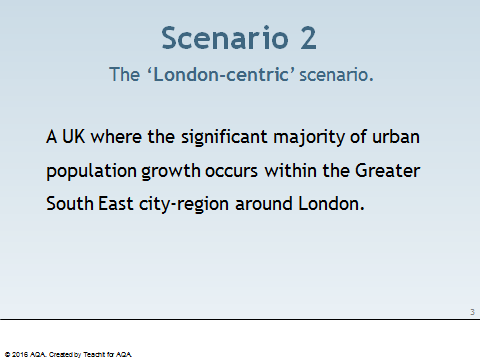 Scenario 2
The ‘London-centric’ scenario.
A UK where the significant majority of urban
population growth occurs within the Greater
South East city-region around London.
3
© 2016 AQA. Created by Teachit for AQA.